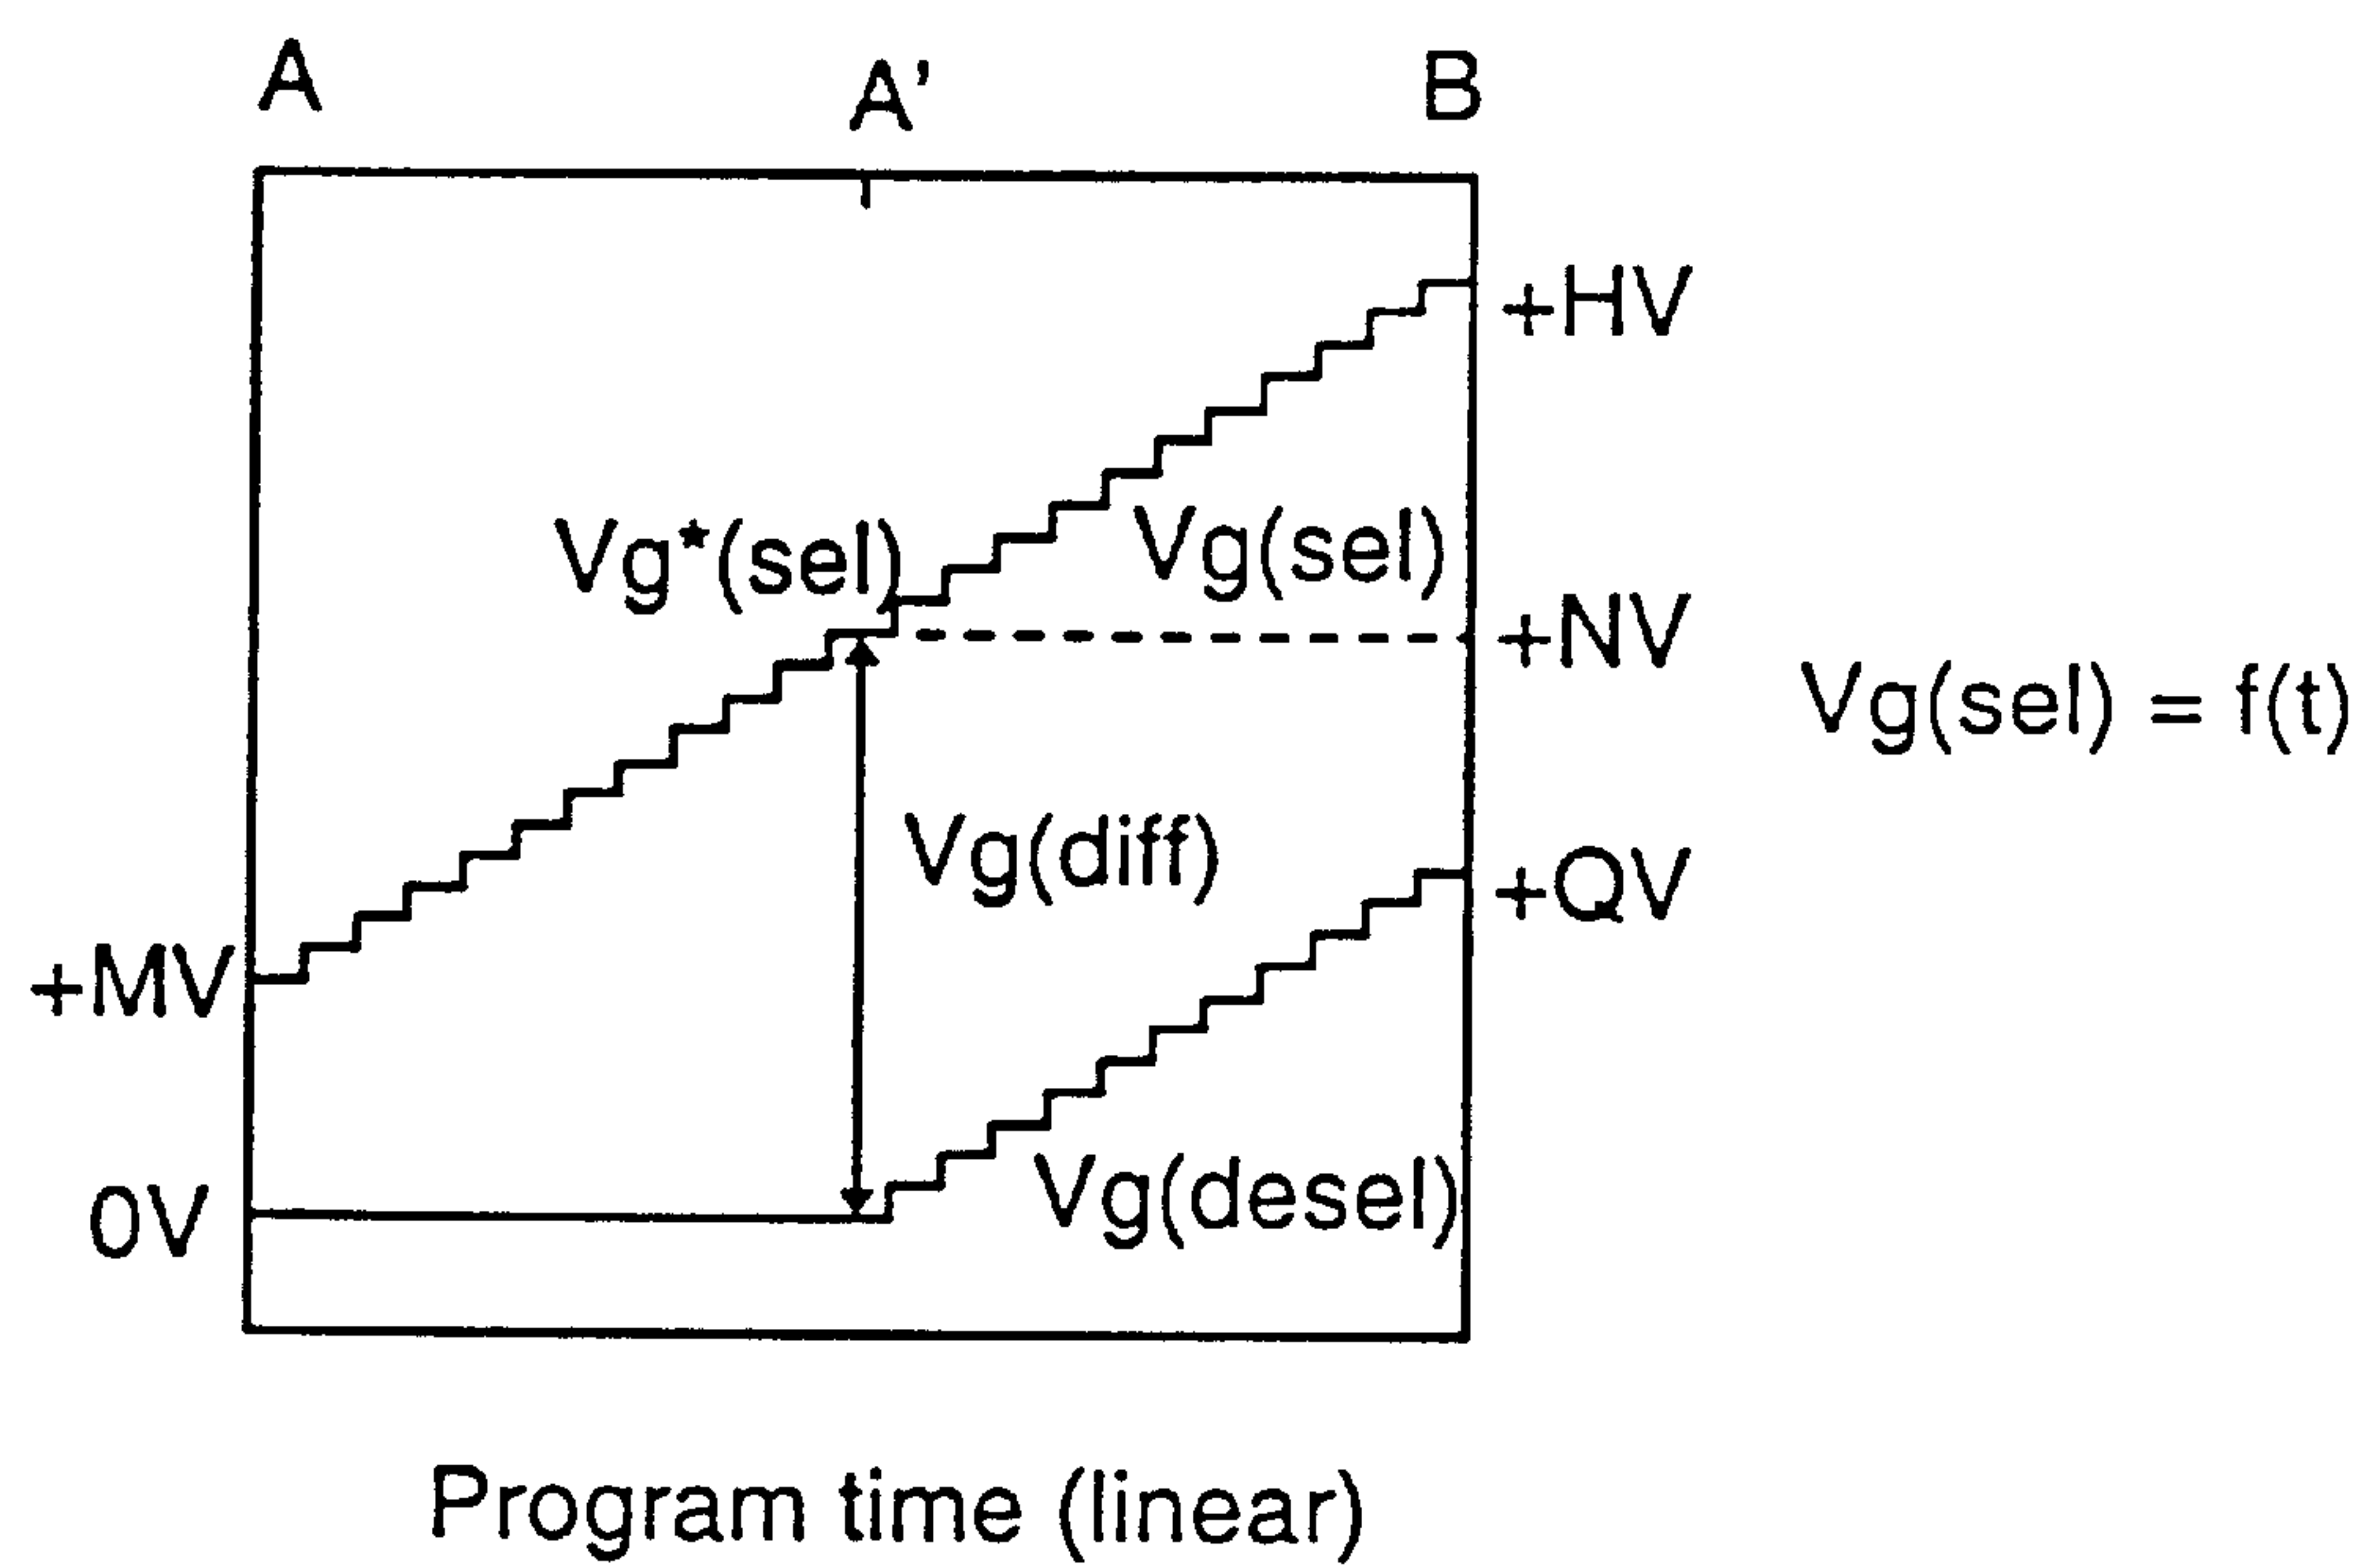 A A' B
+HV
Vg*(sel) Vg(sel)
+NV
Vg(sel) = f(t)
Vg(diff)
+QV
+MV
Vg(desel)
0V
Program time (linear)